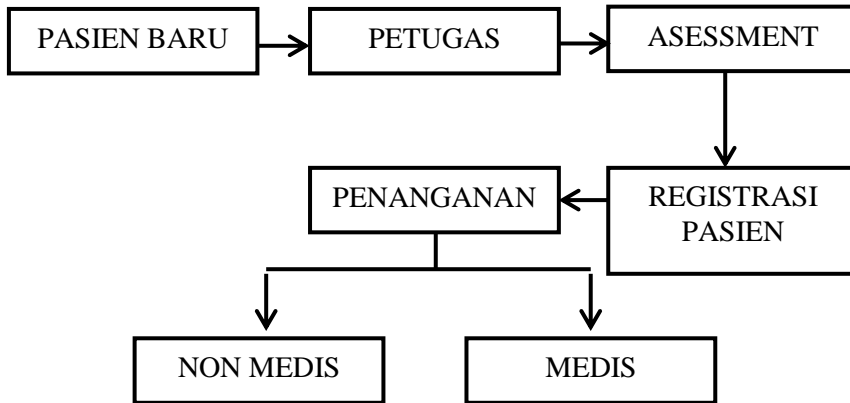 PASIEN BARU
PETUGAS
ASESSMENT
REGISTRASI
PASIEN
PENANGANAN
NON MEDIS
MEDIS